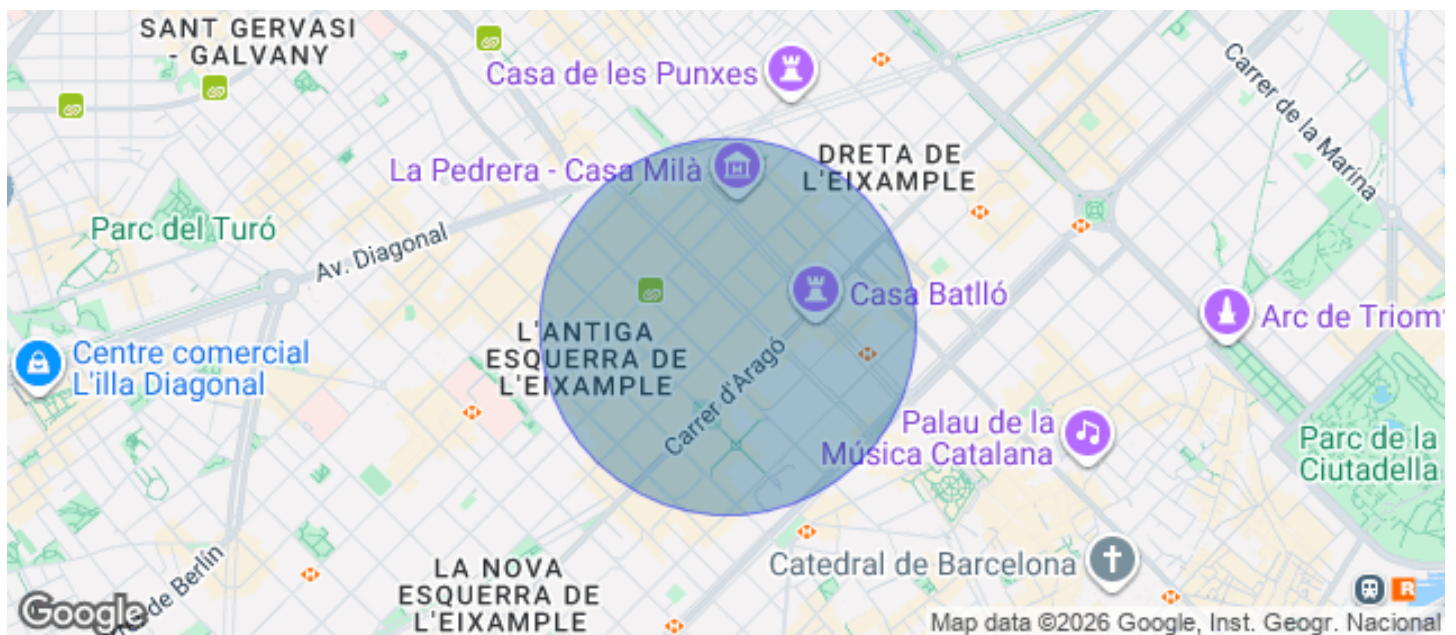 SANT GERVASI
- GALVANY
Casa de les Punxes
Carrer de la Marina
La Pedrera - Casa Milà
DRETA DE
L'EIXAMPLE
Parc del Turó
Av. Diagonal
Casa Batlló
Arc de Triom
L'ANTIGA
ESQUERRA DE
L'EIXAMPLE
Centre comercial
L'illa Diagonal
Carrer d'Aragó
Palau de la
Música Catalana
Parc de la
Ciutadella
Catedral de Barcelona
LA NOVA
ESQUERRA DE
L'EIXAMPLE
de Berlín
R
Google
Map data ©2026 Google, Inst. Geogr. Nacional